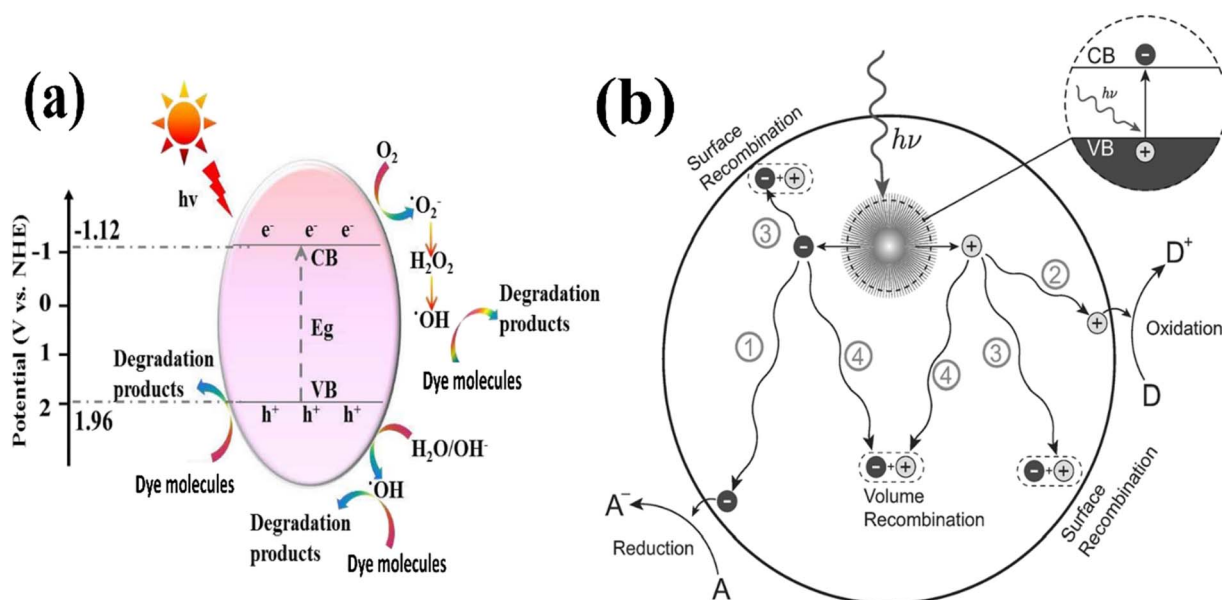 (a)
hv
Potential (V vs. NHE)
-1.12
-1
0
1
2
1.96
e⁻ e⁻ e⁻
CB
Eg
VB
h⁺ h⁺ h⁺
O₂
·O₂⁻
H₂O₂
·OH
Degradation
products
Dye molecules
Degradation
products
Dye molecules
H₂O/OH⁻
·OH
Degradation
products
Dye molecules
(b)
hν
CB
−
hν
VB
+
Surface
Recombination
− + +
③
−
+
②
①
④
④
③
+
D⁺
Oxidation
D
− + +
Volume
Recombination
− + +
Surface
Recombination
−
A⁻
Reduction
A